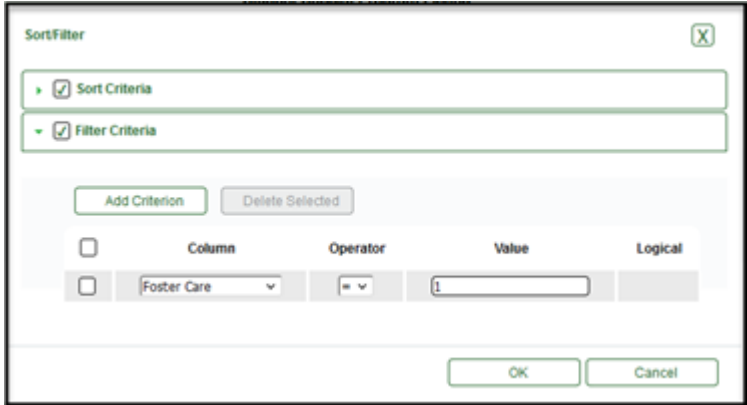 Sort/Filter
X
Sort Criteria
Filter Criteria
Add Criterion Delete Selected
Column Operator Value Logical
Foster Care = 1
OK Cancel